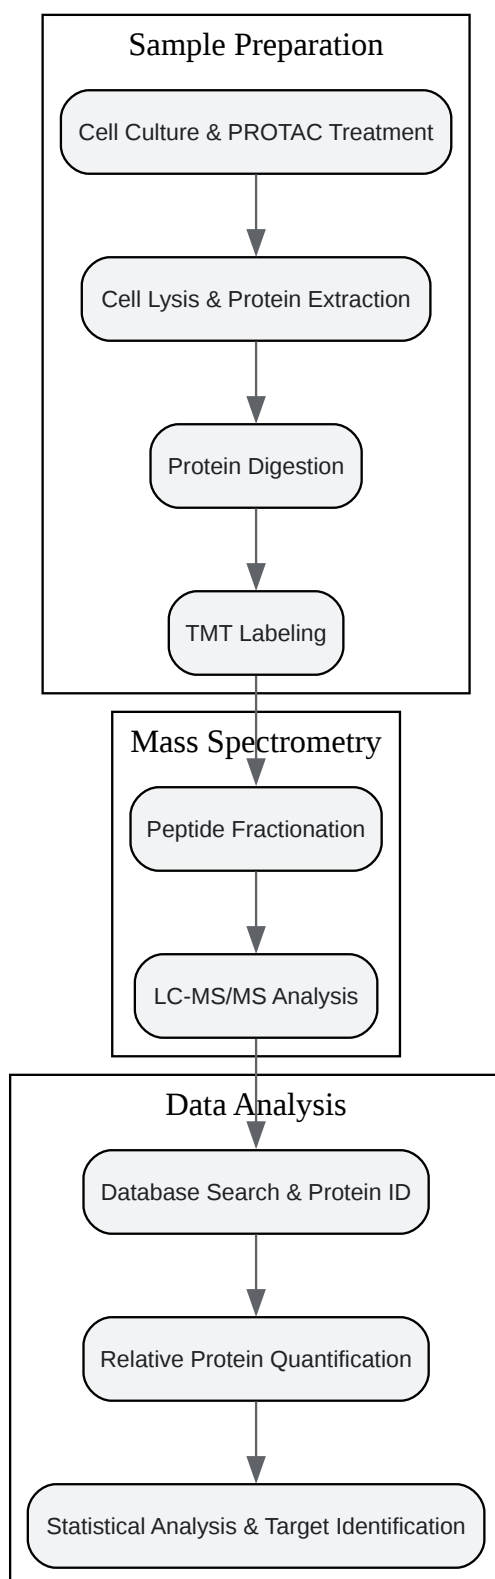 Sample Preparation
Cell Culture & PROTAC Treatment
Cell Lysis & Protein Extraction
Protein Digestion
TMT Labeling
Mass Spectrometry
Peptide Fractionation
LC-MS/MS Analysis
Data Analysis
Database Search & Protein ID
Relative Protein Quantification
Statistical Analysis & Target Identification